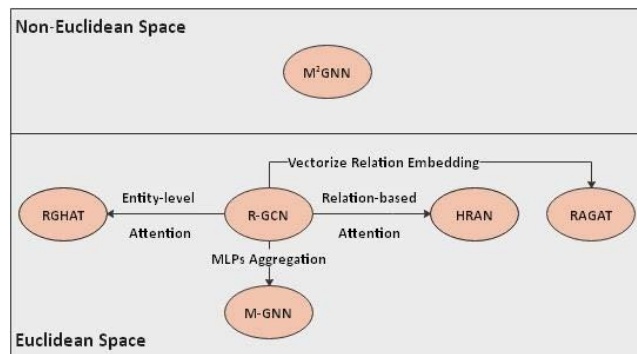 Non-Euclidean Space
M²GNN
Vectorize Relation Embedding
Entity-level
Relation-based
RGHAT
R-GCN
HRAN
RAGAT
Attention
Attention
MLPs Aggregation
M-GNN
Euclidean Space